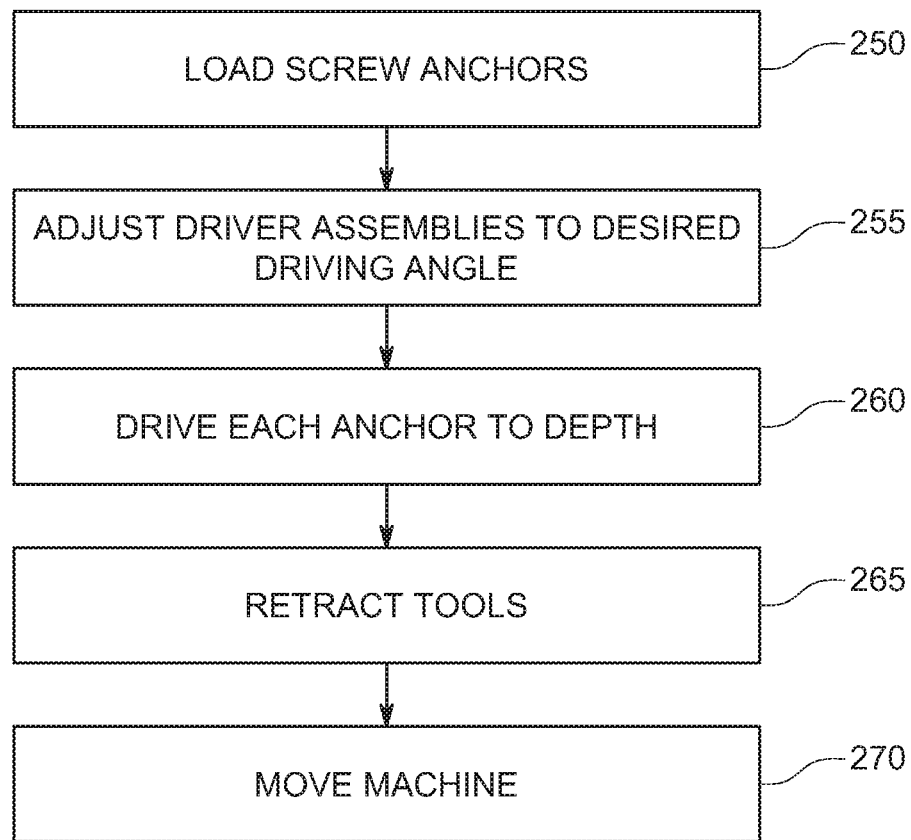 LOAD SCREW ANCHORS
250
ADJUST DRIVER ASSEMBLIES TO DESIRED
DRIVING ANGLE
255
DRIVE EACH ANCHOR TO DEPTH
260
RETRACT TOOLS
265
MOVE MACHINE
270